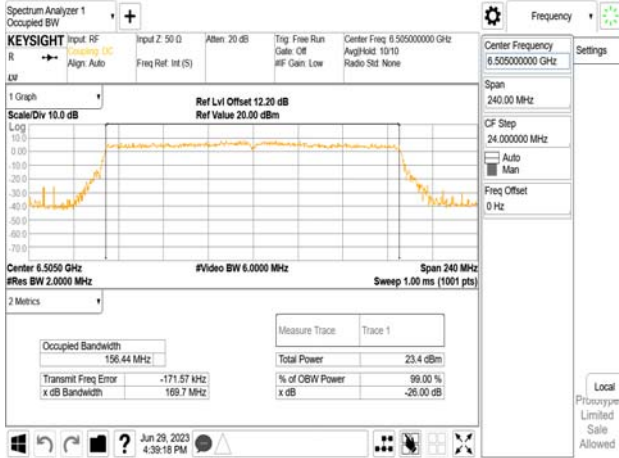 Spectrum Analyzer 1
Occupied BW
+
Frequency
KEYSIGHT
Input: RF
Coupling: DC
Align: Auto
Input Z: 50 Ω
Freq Ref: Int (S)
Atten: 20 dB
Trig: Free Run
Gate: Off
#IF Gain: Low
Center Freq: 6.505000000 GHz
Avg|Hold: 10/10
Radio Std: None
R
LXI
Center Frequency
6.505000000 GHz
Settings
Span
240.00 MHz
CF Step
24.000000 MHz
Auto
Man
Freq Offset
0 Hz
1 Graph
Scale/Div 10.0 dB
Ref Lvl Offset 12.20 dB
Ref Value 20.00 dBm
Log
10.0
0.00
-10.0
-20.0
-30.0
-40.0
-50.0
-60.0
-70.0
Center 6.5050 GHz
#Res BW 2.0000 MHz
#Video BW 6.0000 MHz
Span 240 MHz
Sweep 1.00 ms (1001 pts)
2 Metrics
Measure Trace
Trace 1
Occupied Bandwidth
156.44 MHz
Total Power
23.4 dBm
Transmit Freq Error
-171.57 kHz
% of OBW Power
99.00 %
x dB Bandwidth
169.7 MHz
x dB
-26.00 dB
Local
Prototype
Limited
Sale
Allowed
?
Jun 29, 2023
4:39:18 PM